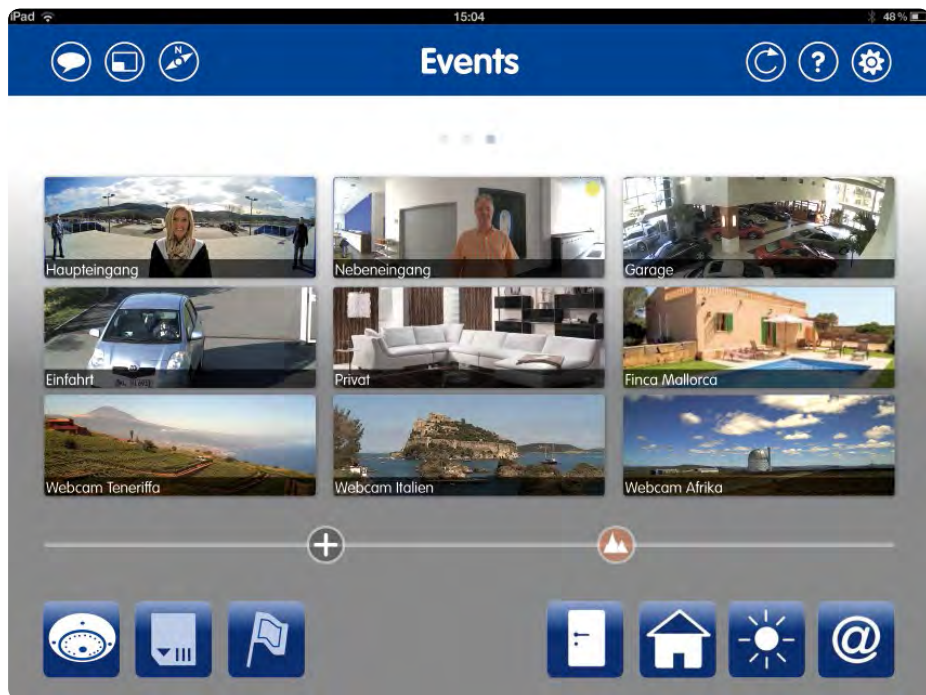 iPad 15:04 48 %
N
Events
?
Haupteingang
Nebeneingang
Garage
Einfahrt
Privat
Finca Mallorca
Webcam Teneriffa
Webcam Italien
Webcam Afrika
@